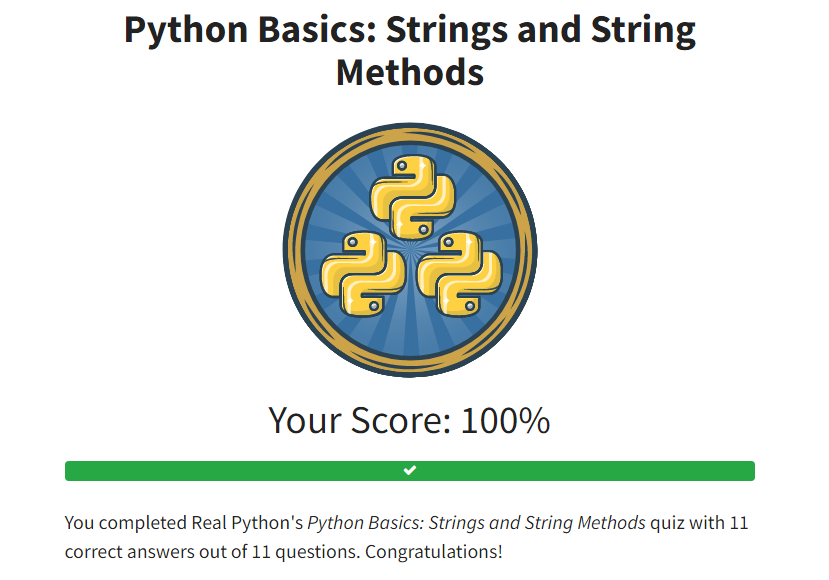 Python Basics: Strings and String
Methods
Your Score: 100%
You completed Real Python's Python Basics: Strings and String Methods quiz with 11
correct answers out of 11 questions. Congratulations!